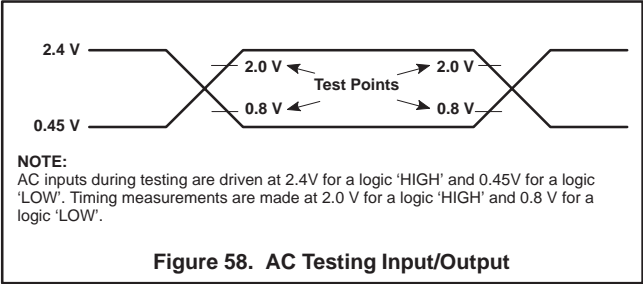 2.4 V
2.0 V 2.0 V
Test Points
0.8 V 0.8 V
0.45 V
NOTE:
AC inputs during testing are driven at 2.4V for a logic ‘HIGH’ and 0.45V for a logic
‘LOW’. Timing measurements are made at 2.0 V for a logic ‘HIGH’ and 0.8 V for a
logic ‘LOW’.
Figure 58. AC Testing Input/Output